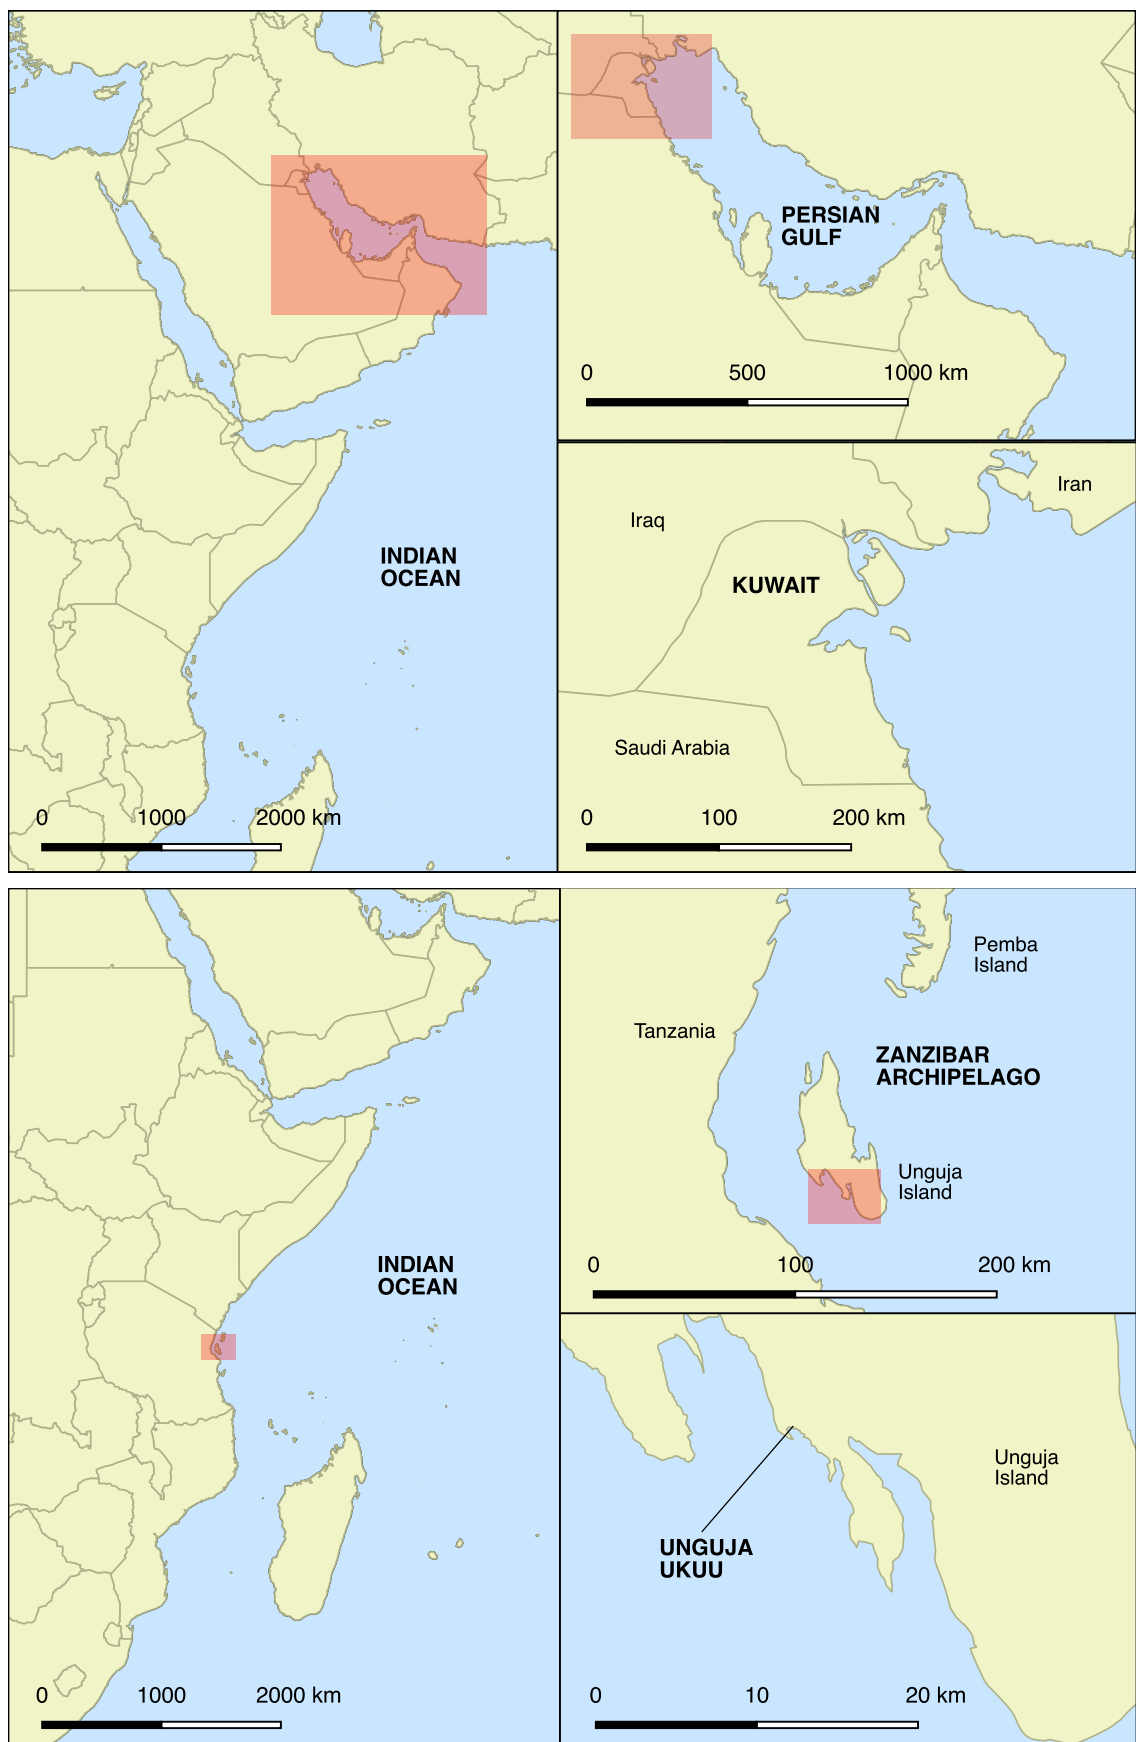 INDIAN
OCEAN
0 1000 2000 km
PERSIAN
GULF
0 500 1000 km
Iran
Iraq
KUWAIT
Saudi Arabia
0 100 200 km
INDIAN
OCEAN
0 1000 2000 km
Pemba
Island
Tanzania
ZANZIBAR
ARCHIPELAGO
Unguja
Island
0 100 200 km
Unguja
Island
UNGUJA
UKUU
0 10 20 km